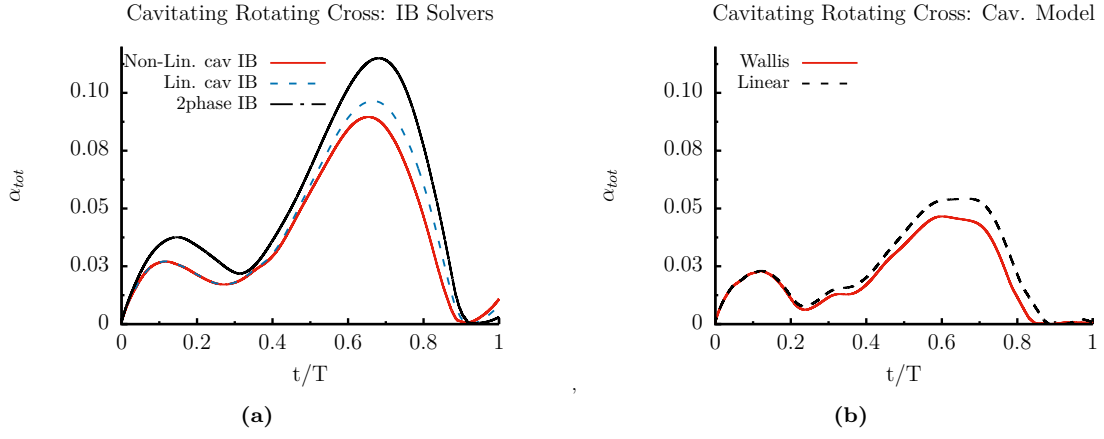 Cavitating Rotating Cross: IB Solvers
Non-Lin. cav IB
Lin. cav IB
2phase IB
0.10
0.08
0.05
0.03
0
α_tot
0
0.2
0.4
0.6
0.8
1
t/T
(a)
,
Cavitating Rotating Cross: Cav. Model
Wallis
Linear
0.10
0.08
0.05
0.03
0
α_tot
0
0.2
0.4
0.6
0.8
1
t/T
(b)